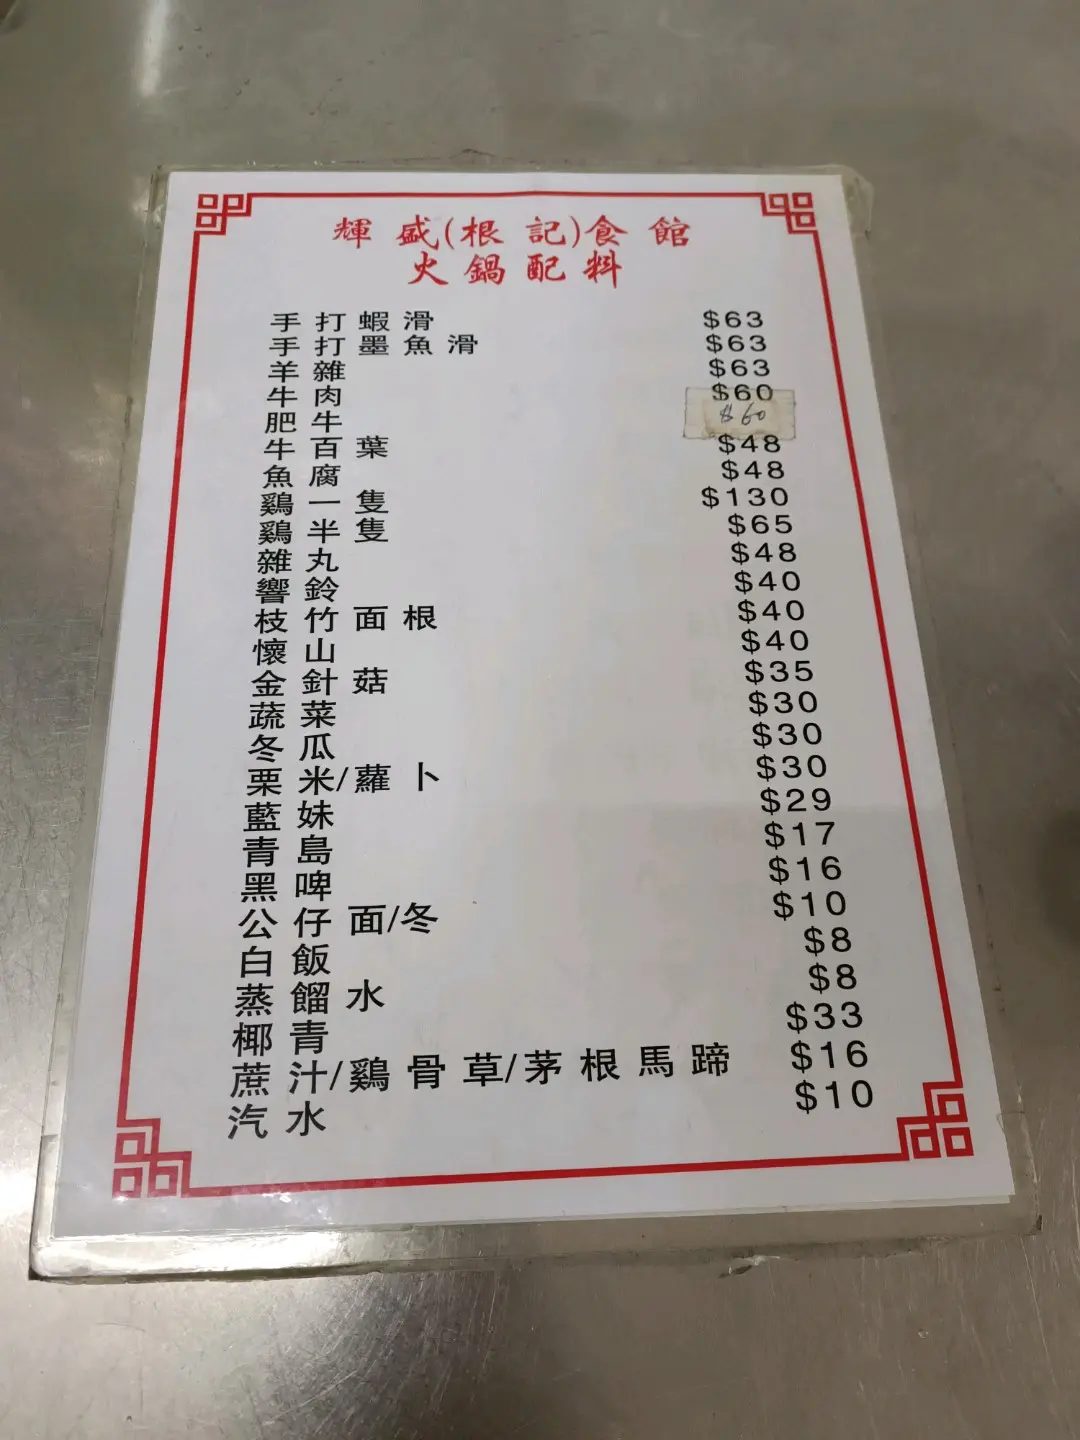 輝盛(根記)食館
火鍋配料
手打蝦滑 $63
手打墨魚滑 $63
羊雜 $63
牛肉 $60
肥牛 $60
牛百葉 $48
魚腐 $48
鷄一隻 $130
鷄半隻 $65
雜丸 $48
響鈴 $40
枝竹面根 $40
懷山 $40
金針菇 $35
蔬菜 $30
冬瓜 $30
栗米/蘿卜 $30
藍妹 $29
青島 $17
黑啤 $16
公仔面/冬 $10
白飯 $8
蒸餾水 $8
椰青 $33
蔗汁/鷄骨草/茅根馬蹄 $16
汽水 $10